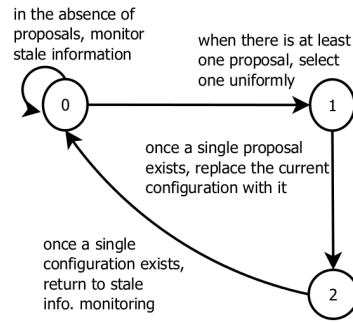 in the absence of
proposals, monitor
stale information
when there is at least
one proposal, select
one uniformly
0
1
once a single proposal
exists, replace the current
configuration with it
once a single
configuration exists,
return to stale
info. monitoring
2